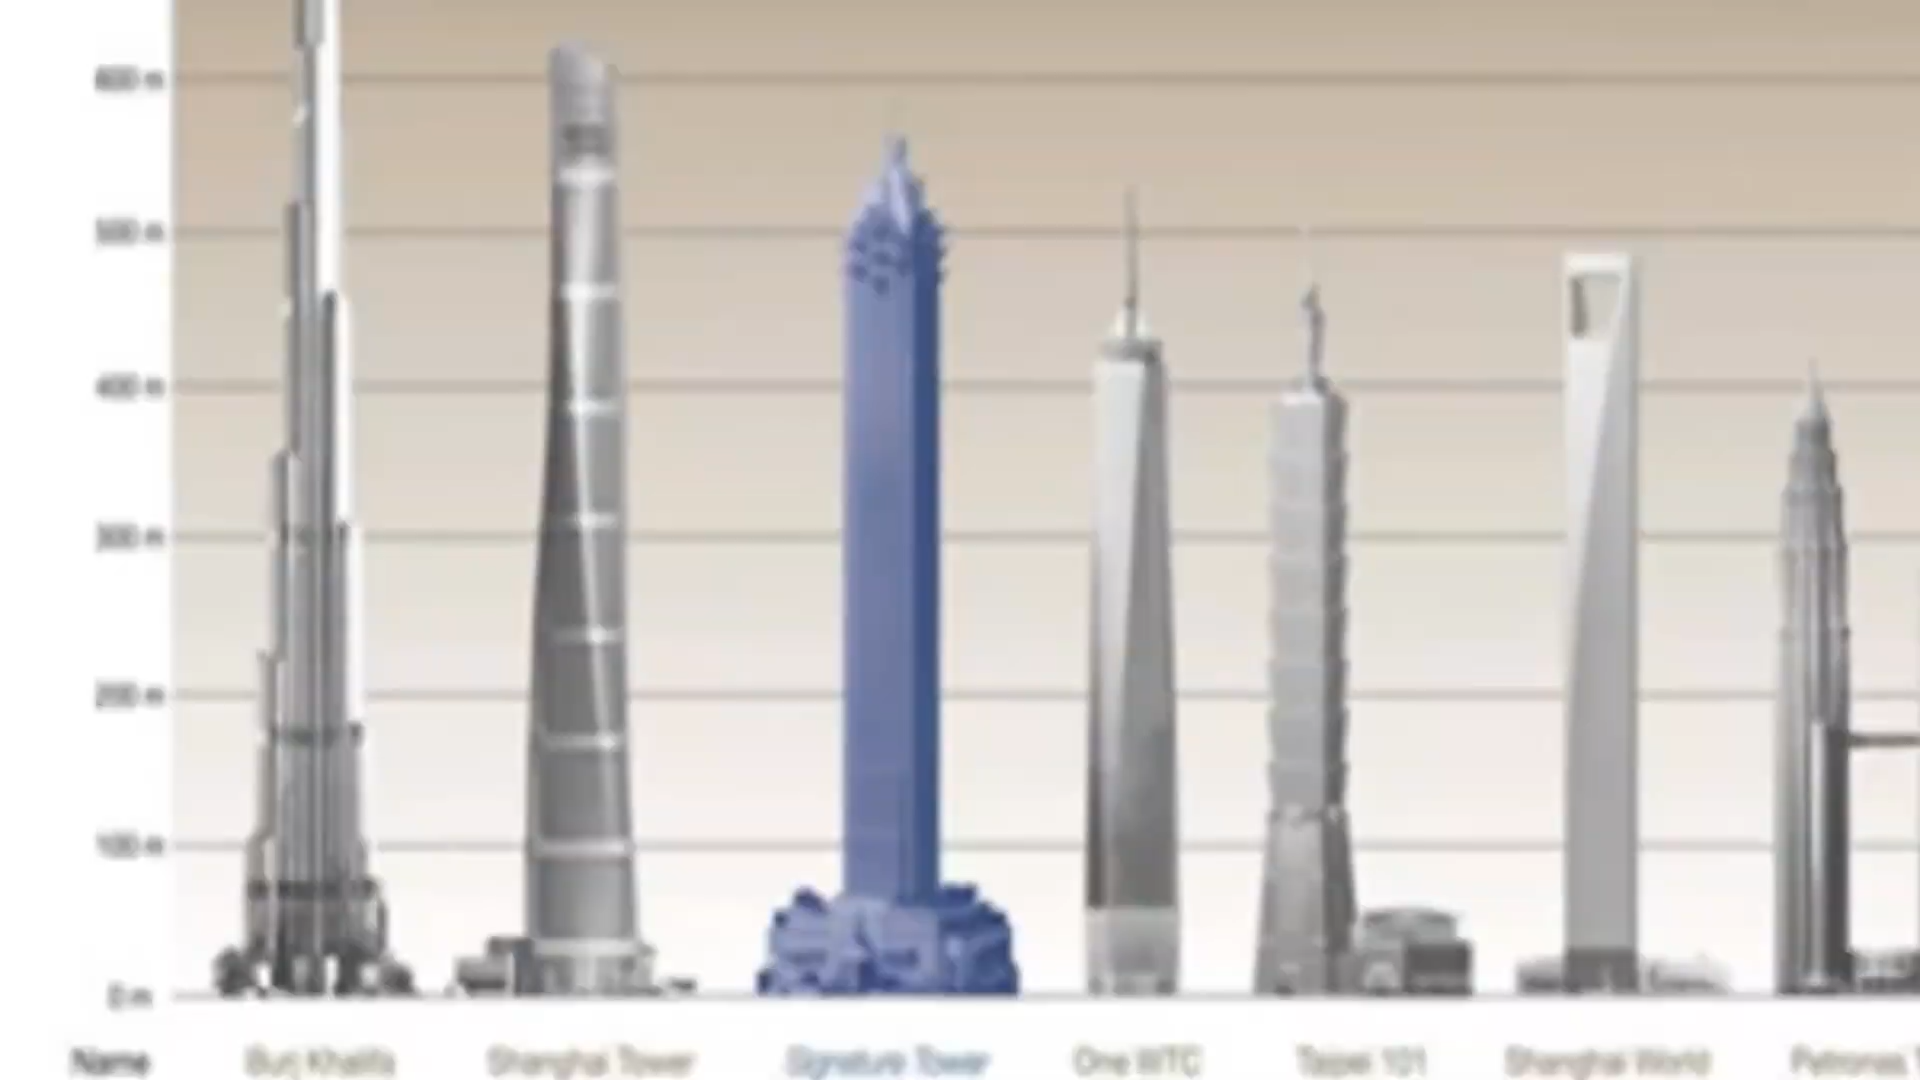 600 m
500 m
400 m
300 m
200 m
100 m
0 m
Name Burj Khalifa Shanghai Tower Signature Tower One WTC Taipei 101 Shanghai World Petronas